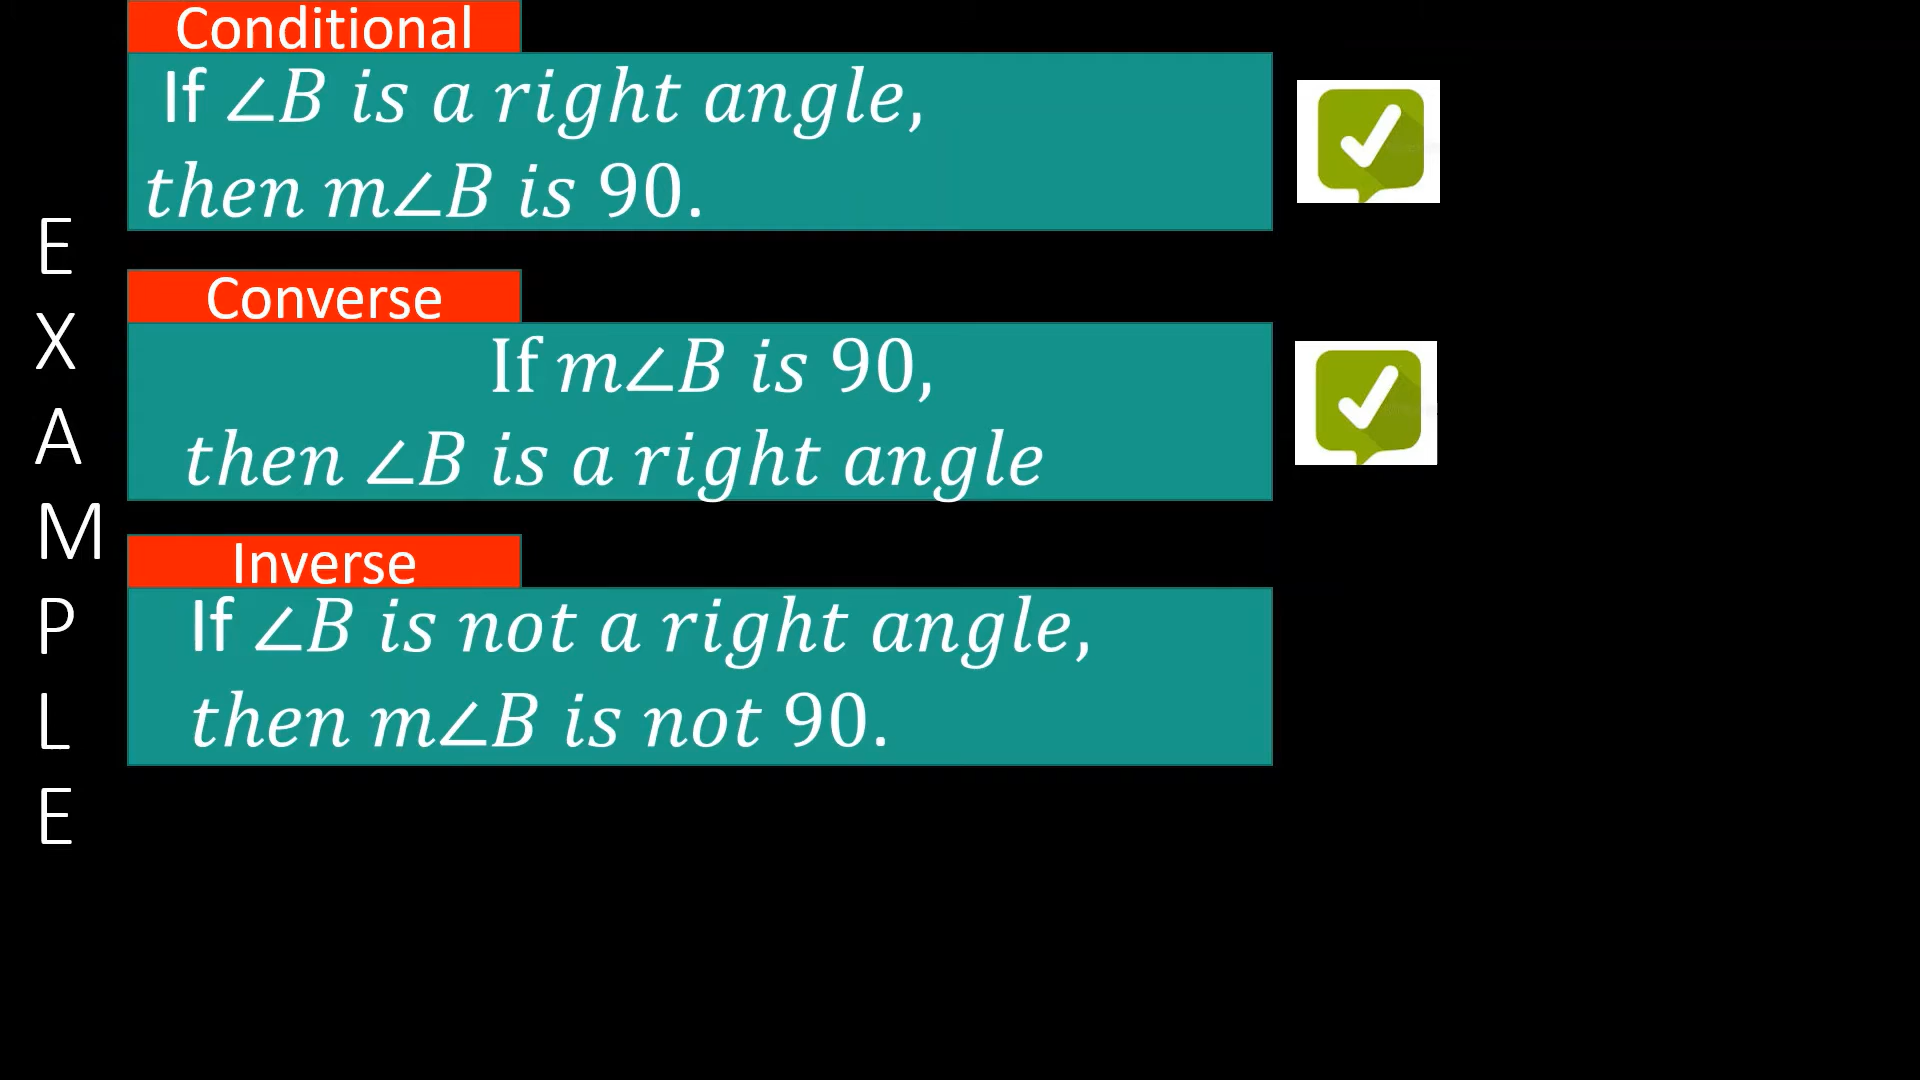 Conditional
If ∠B is a right angle,
then m∠B is 90.
Converse
If m∠B is 90,
then ∠B is a right angle
Inverse
If ∠B is not a right angle,
then m∠B is not 90.
E
X
A
M
P
L
E